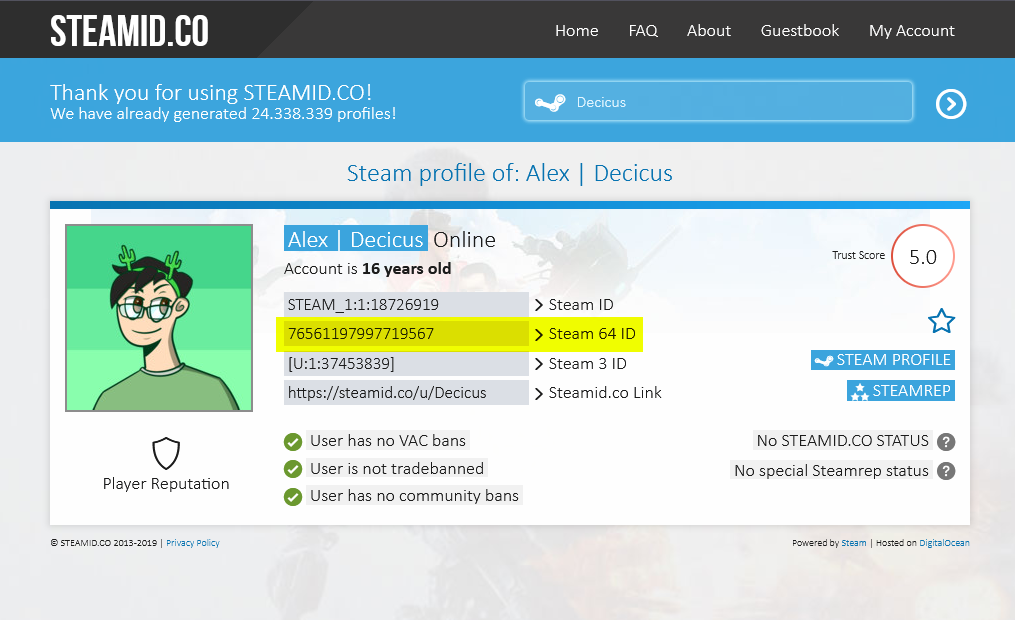 STEAMID.CO
Home FAQ About Guestbook My Account
Thank you for using STEAMID.CO!
We have already generated 24.338.339 profiles!
Decicus
Steam profile of: Alex | Decicus
Alex | Decicus Online
Account is 16 years old
Trust Score 5.0
STEAM_1:1:18726919 > Steam ID
76561197997719567 > Steam 64 ID
[U:1:37453839] > Steam 3 ID
https://steamid.co/u/Decicus > Steamid.co Link
STEAM PROFILE
STEAMREP
Player Reputation
User has no VAC bans
User is not tradebanned
User has no community bans
No STEAMID.CO STATUS ?
No special Steamrep status ?
© STEAMID.CO 2013-2019 | Privacy Policy
Powered by Steam | Hosted on DigitalOcean